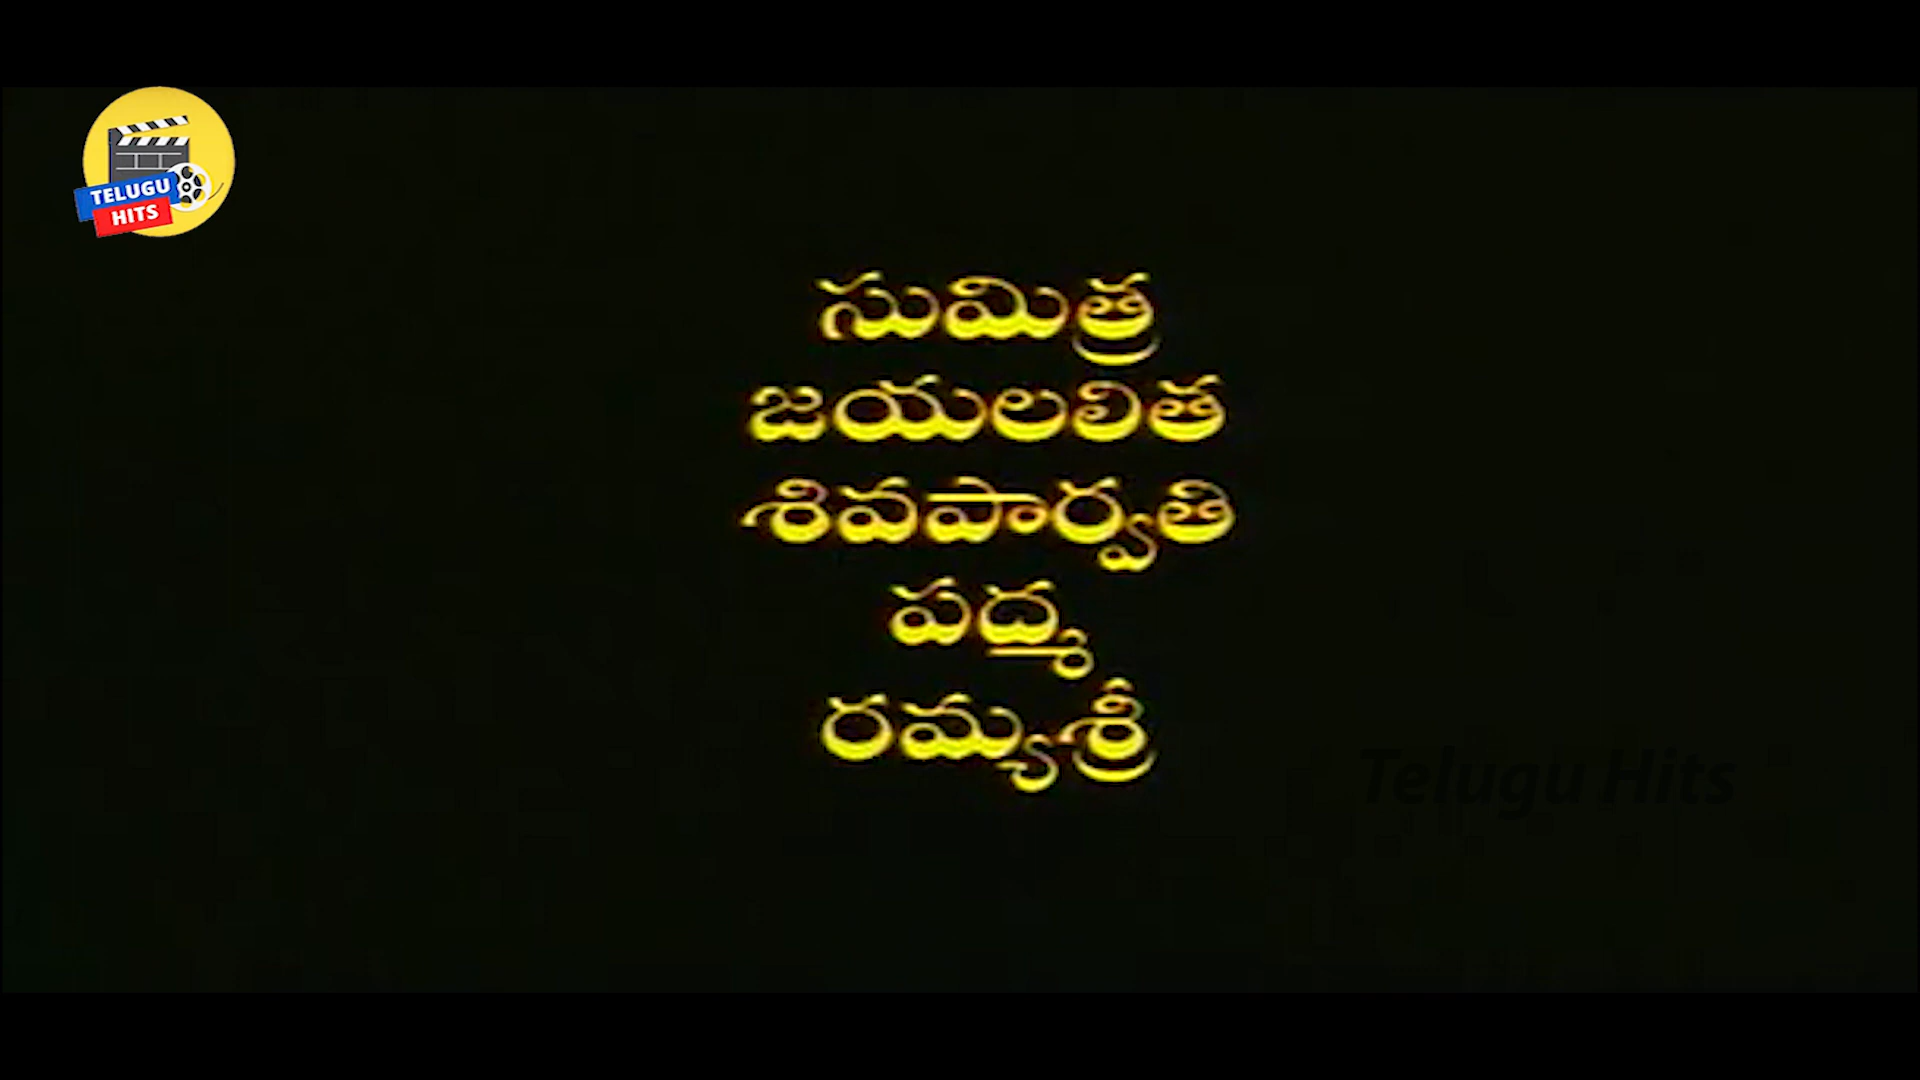 TELUGU
HITS
సుమిత్ర
జయలలిత
శివపార్వతి
పద్మ
రమ్యశ్రీ
Telugu Hits